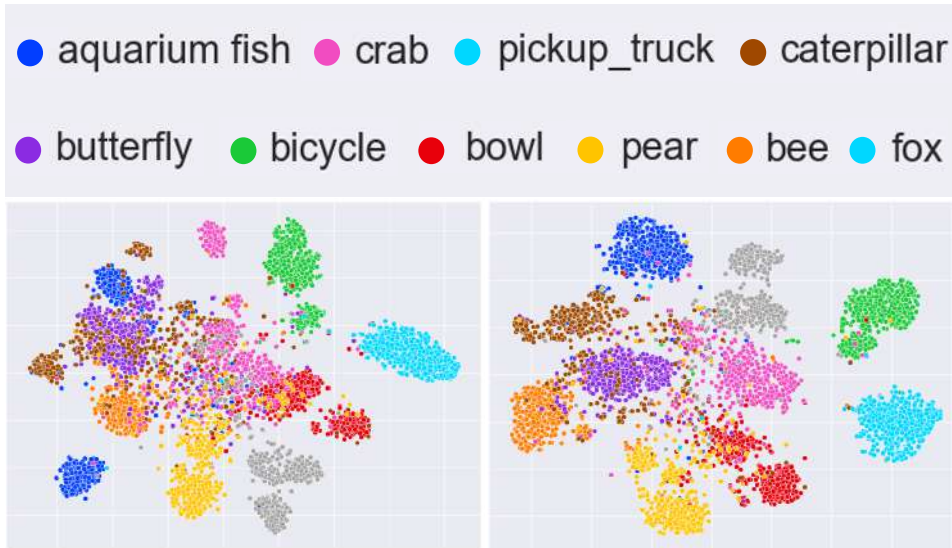 aquarium fish crab pickup_truck caterpillar
butterfly bicycle bowl pear bee fox